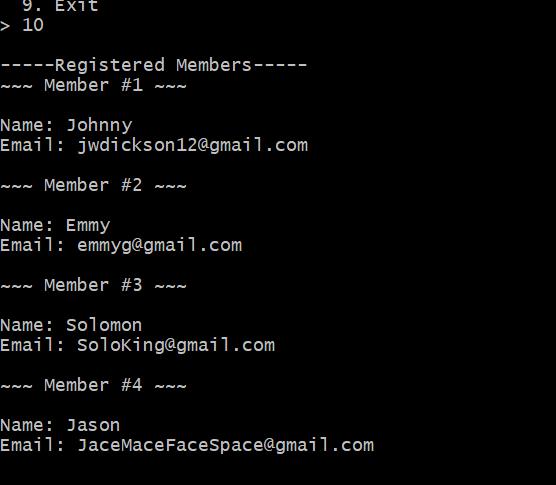 9. Exit
> 10
-----Registered Members-----
~~~ Member #1 ~~~
Name: Johnny
Email: jwdickson12@gmail.com
~~~ Member #2 ~~~
Name: Emmy
Email: emmyg@gmail.com
~~~ Member #3 ~~~
Name: Solomon
Email: SoloKing@gmail.com
~~~ Member #4 ~~~
Name: Jason
Email: JaceMaceFaceSpace@gmail.com